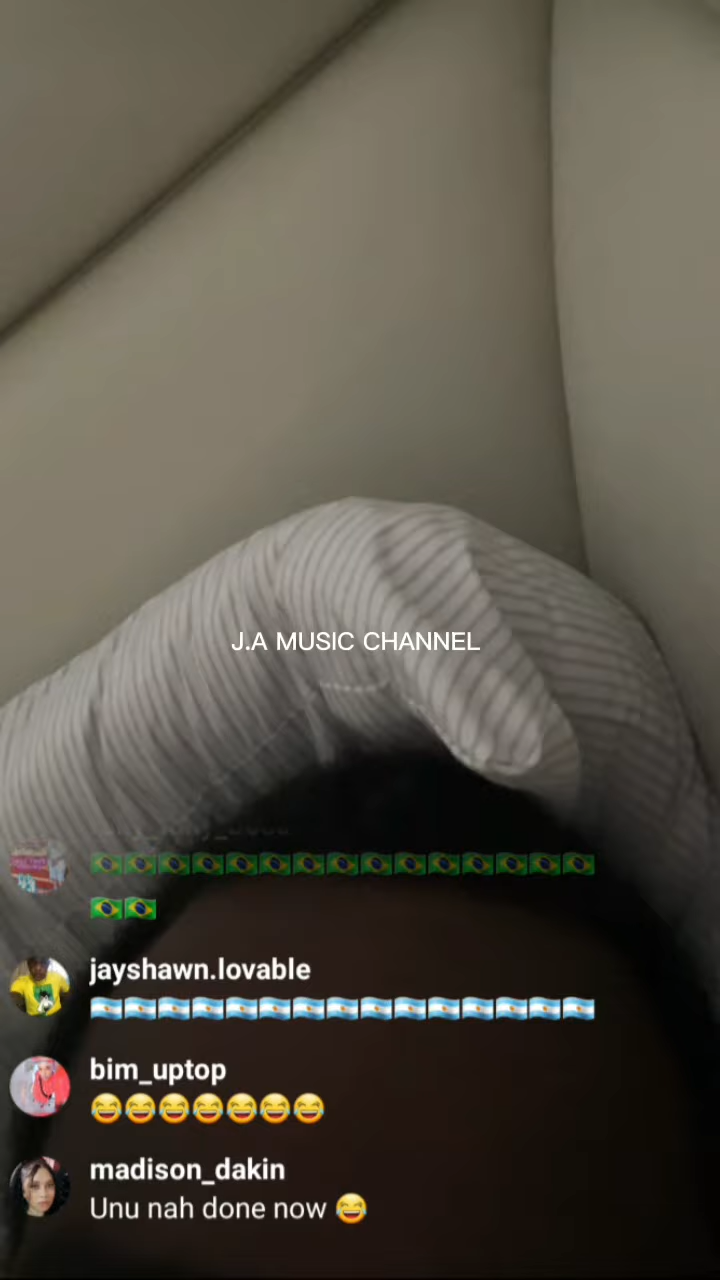 J.A MUSIC CHANNEL
🇧🇷🇧🇷🇧🇷🇧🇷🇧🇷🇧🇷🇧🇷🇧🇷🇧🇷🇧🇷🇧🇷🇧🇷🇧🇷🇧🇷🇧🇷
🇧🇷🇧🇷
jayshawn.lovable
🇦🇷🇦🇷🇦🇷🇦🇷🇦🇷🇦🇷🇦🇷🇦🇷🇦🇷🇦🇷🇦🇷🇦🇷🇦🇷🇦🇷🇦🇷
bim_uptop
😂😂😂😂😂😂😂
madison_dakin
Unu nah done now 😂